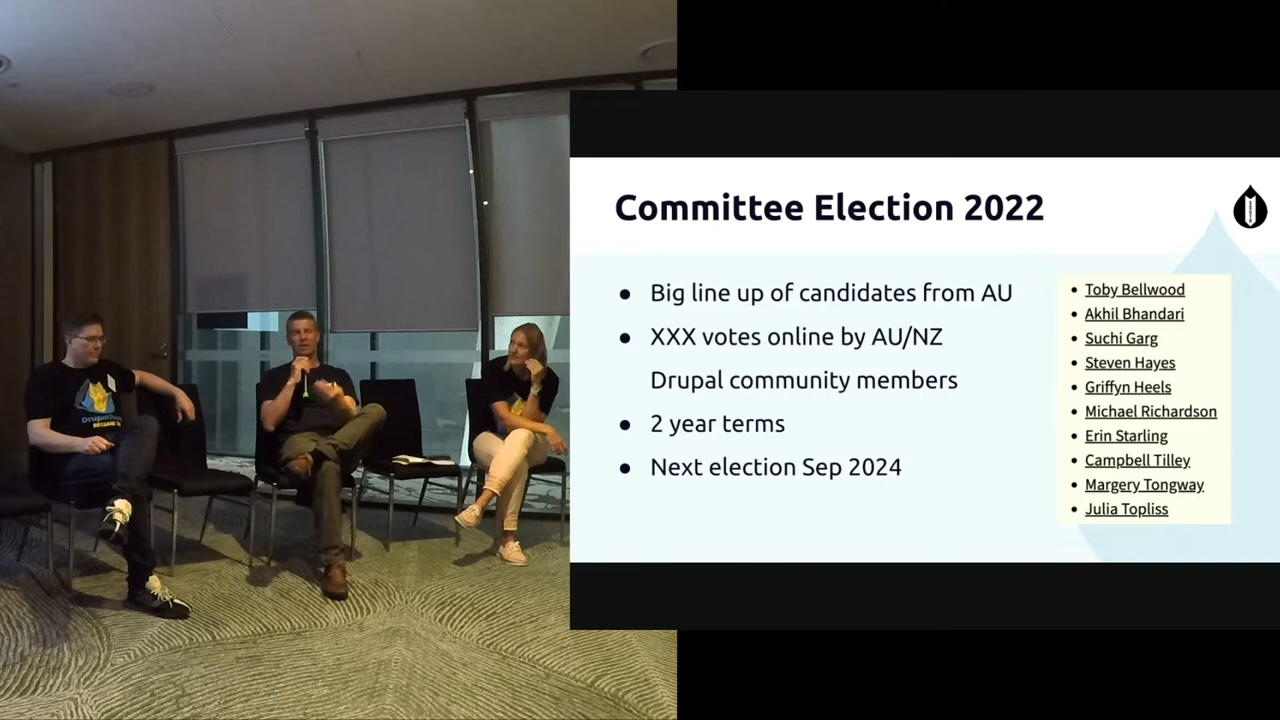 Committee Election 2022
● Big line up of candidates from AU
● XXX votes online by AU/NZ
Drupal community members
● 2 year terms
● Next election Sep 2024
• Toby Bellwood
• Akhil Bhandari
• Suchi Garg
• Steven Hayes
• Griffyn Heels
• Michael Richardson
• Erin Starling
• Campbell Tilley
• Margery Tongway
• Julia Topliss